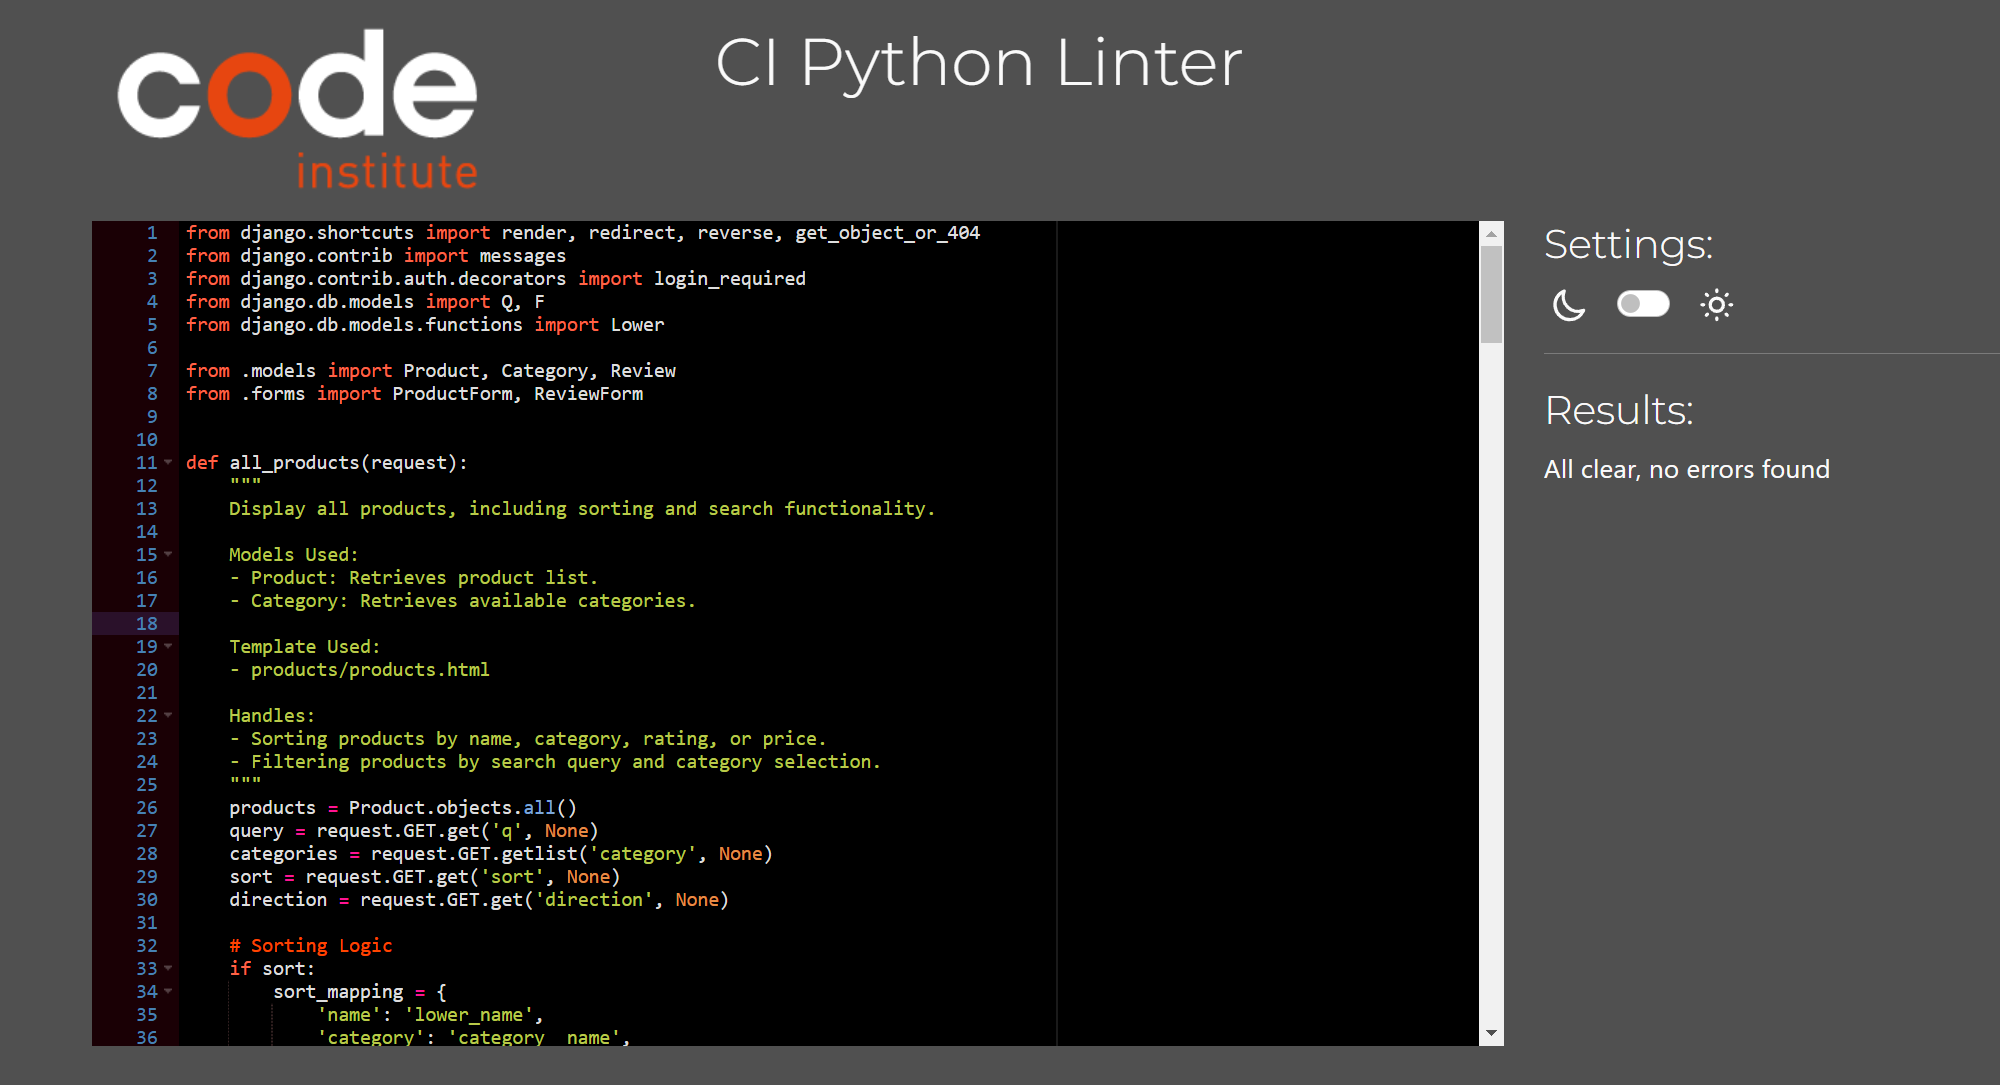 code
institute
CI Python Linter
1 from django.shortcuts import render, redirect, reverse, get_object_or_404
2 from django.contrib import messages
3 from django.contrib.auth.decorators import login_required
4 from django.db.models import Q, F
5 from django.db.models.functions import Lower
6
7 from .models import Product, Category, Review
8 from .forms import ProductForm, ReviewForm
9
10
11 def all_products(request):
12     """
13     Display all products, including sorting and search functionality.
14
15     Models Used:
16     - Product: Retrieves product list.
17     - Category: Retrieves available categories.
18
19     Template Used:
20     - products/products.html
21
22     Handles:
23     - Sorting products by name, category, rating, or price.
24     - Filtering products by search query and category selection.
25     """
26     products = Product.objects.all()
27     query = request.GET.get('q', None)
28     categories = request.GET.getlist('category', None)
29     sort = request.GET.get('sort', None)
30     direction = request.GET.get('direction', None)
31
32     # Sorting Logic
33     if sort:
34         sort_mapping = {
35             'name': 'lower_name',
36             'category': 'category__name',
Settings:
Results:
All clear, no errors found